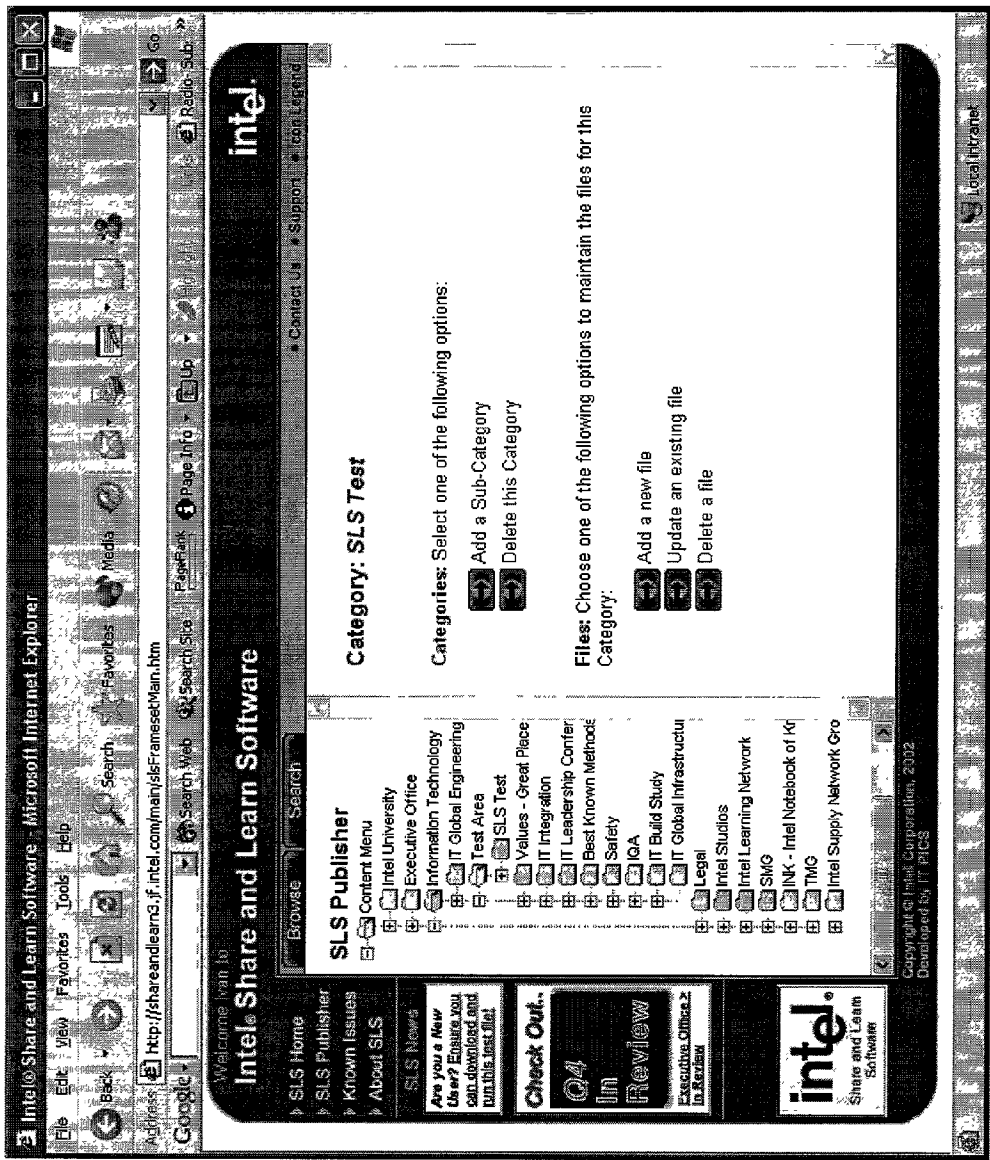 Intel® Share and Learn Software - Microsoft Internet Explorer
File Edit View Favorites Tools Help
Back Search Favorites Media
Address http://shareandlearn3.jf.intel.com/main/slsFramesetMain.htm Go
Google Search Web Search Site PageRank Page Info Up Radio Sub »
Welcome Ivan to
Intel® Share and Learn Software
intel.
Browse Search
• Contact Us • Support • Icon Legend
SLS Home
SLS Publisher
Known Issues
About SLS
SLS News
Are you a New
User? Ensure you
can download and
run this test file!
Check Out...
Q4
In
Review
Executive Office >
In Review
intel®
Share and Learn
Software
SLS Publisher
Content Menu
Intel University
Executive Office
Information Technology
IT Global Engineering
Test Area
SLS Test
Values - Great Place
IT Integration
IT Leadership Confer
Best Known Methods
Safety
IQA
IT Build Study
IT Global Infrastructur
Legal
Intel Studios
Intel Learning Network
SMG
INK - Intel Notebook of Kr
TMG
Intel Supply Network Gro
Category: SLS Test
Categories: Select one of the following options:
Add a Sub-Category
Delete this Category
Files: Choose one of the following options to maintain the files for this
Category:
Add a new file
Update an existing file
Delete a file
Copyright © Intel Corporation, 2002
Developed for IT PICS
Local intranet